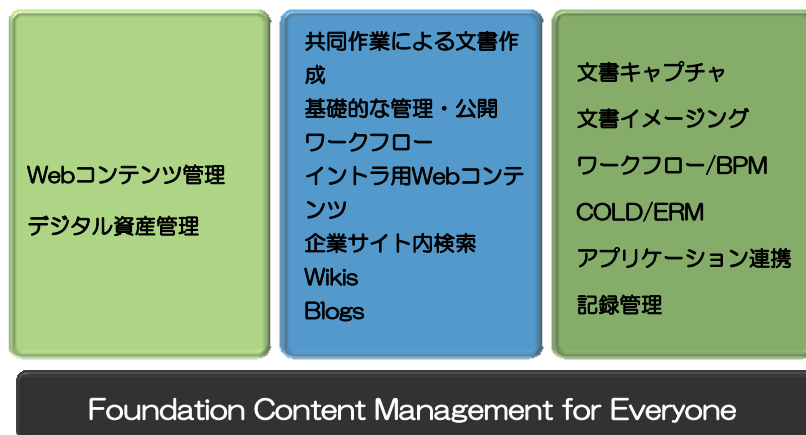 Webコンテンツ管理
デジタル資産管理
共同作業による文書作
成
基礎的な管理・公開
ワークフロー
イントラ用Webコンテ
ンツ
企業サイト内検索
Wikis
Blogs
文書キャプチャ
文書イメージング
ワークフロー/BPM
COLD/ERM
アプリケーション連携
記録管理
Foundation Content Management for Everyone